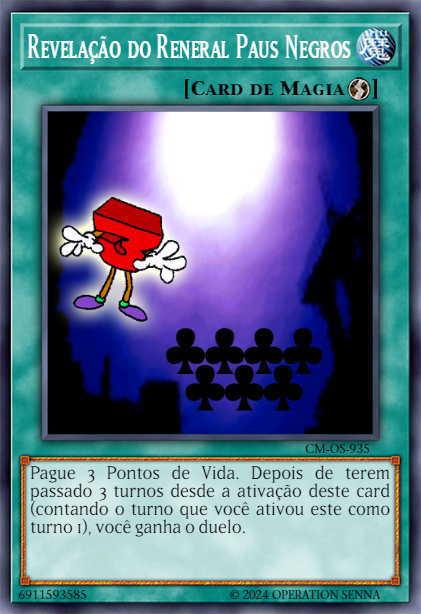 Revelação do Reneral Paus Negros
魔
[Card de Magia]
CM-OS-935
Pague 3 Pontos de Vida. Depois de terem
passado 3 turnos desde a ativação deste card
(contando o turno que você ativou este como
turno 1), você ganha o duelo.
6911593585
© 2024 OPERATION SENNA